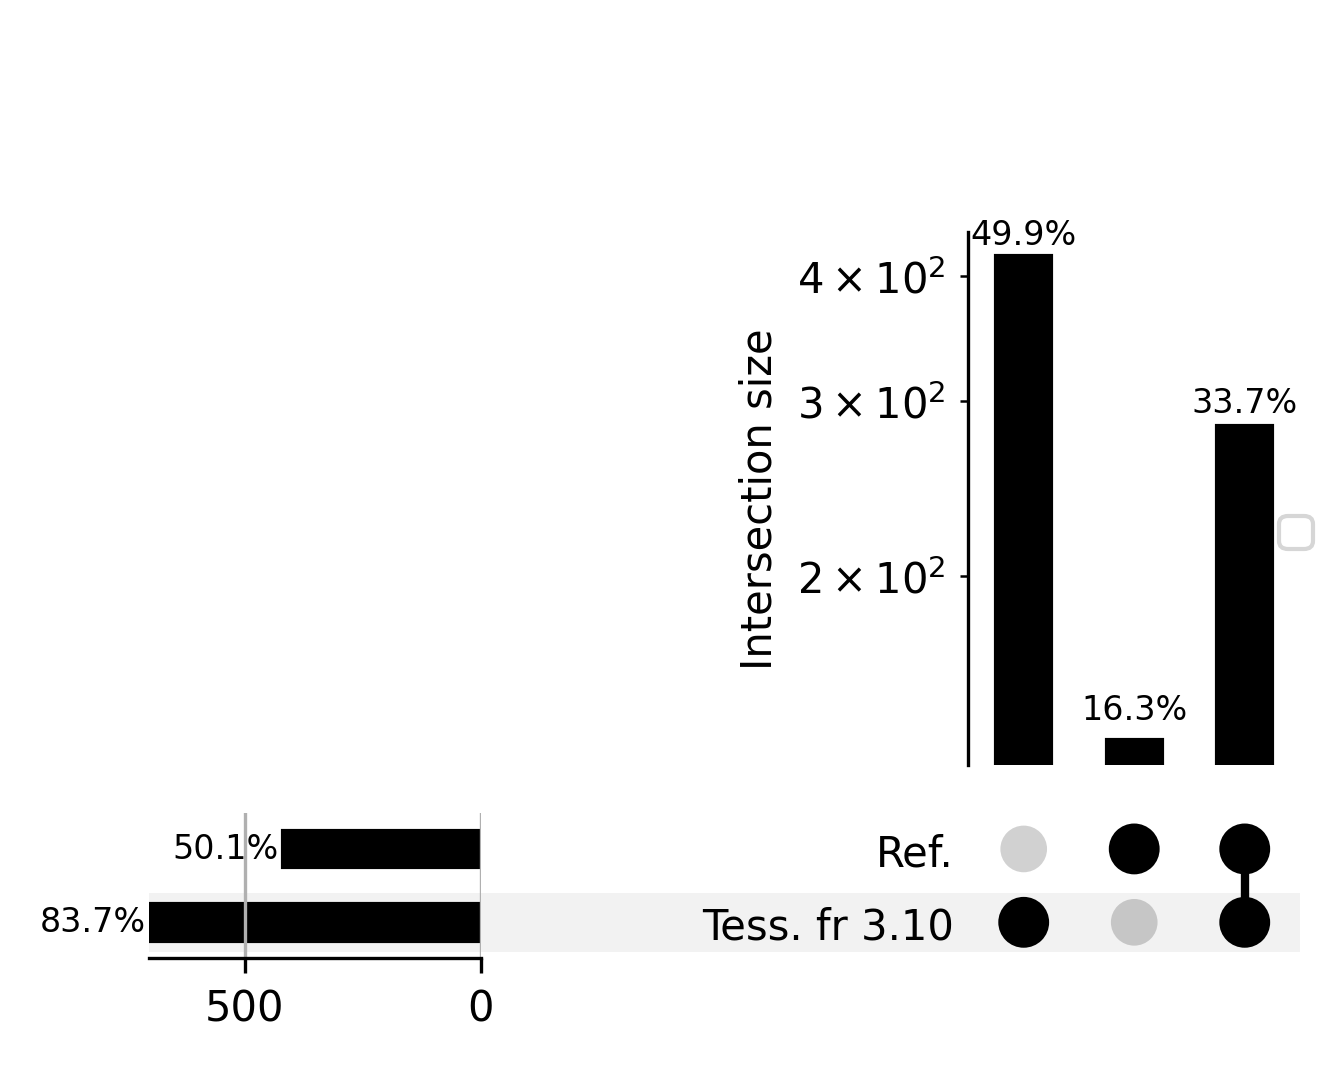 49.9%
4 × 10²
3 × 10²
33.7%
Intersection size
2 × 10²
16.3%
50.1%
Ref.
83.7%
Tess. fr 3.10
500
0